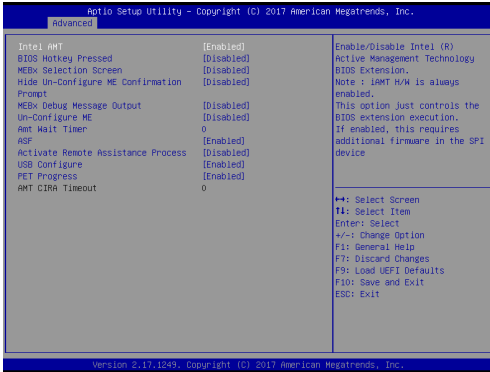 Aptio Setup Utility – Copyright (C) 2017 American Megatrends, Inc.
Advanced
Intel AMT [Enabled]
BIOS Hotkey Pressed [Disabled]
MEBx Selection Screen [Disabled]
Hide Un-Configure ME Confirmation [Disabled]
Prompt
MEBx Debug Message Output [Disabled]
Un-Configure ME [Disabled]
Amt Wait Timer 0
ASF [Enabled]
Activate Remote Assistance Process [Disabled]
USB Configure [Enabled]
PET Progress [Enabled]
AMT CIRA Timeout 0
Enable/Disable Intel (R)
Active Management Technology
BIOS Extension.
Note : iAMT H/W is always
enabled.
This option just controls the
BIOS extension execution.
If enabled, this requires
additional firmware in the SPI
device
↔: Select Screen
↑↓: Select Item
Enter: Select
+/-: Change Option
F1: General Help
F7: Discard Changes
F9: Load UEFI Defaults
F10: Save and Exit
ESC: Exit
Version 2.17.1249. Copyright (C) 2017 American Megatrends, Inc.